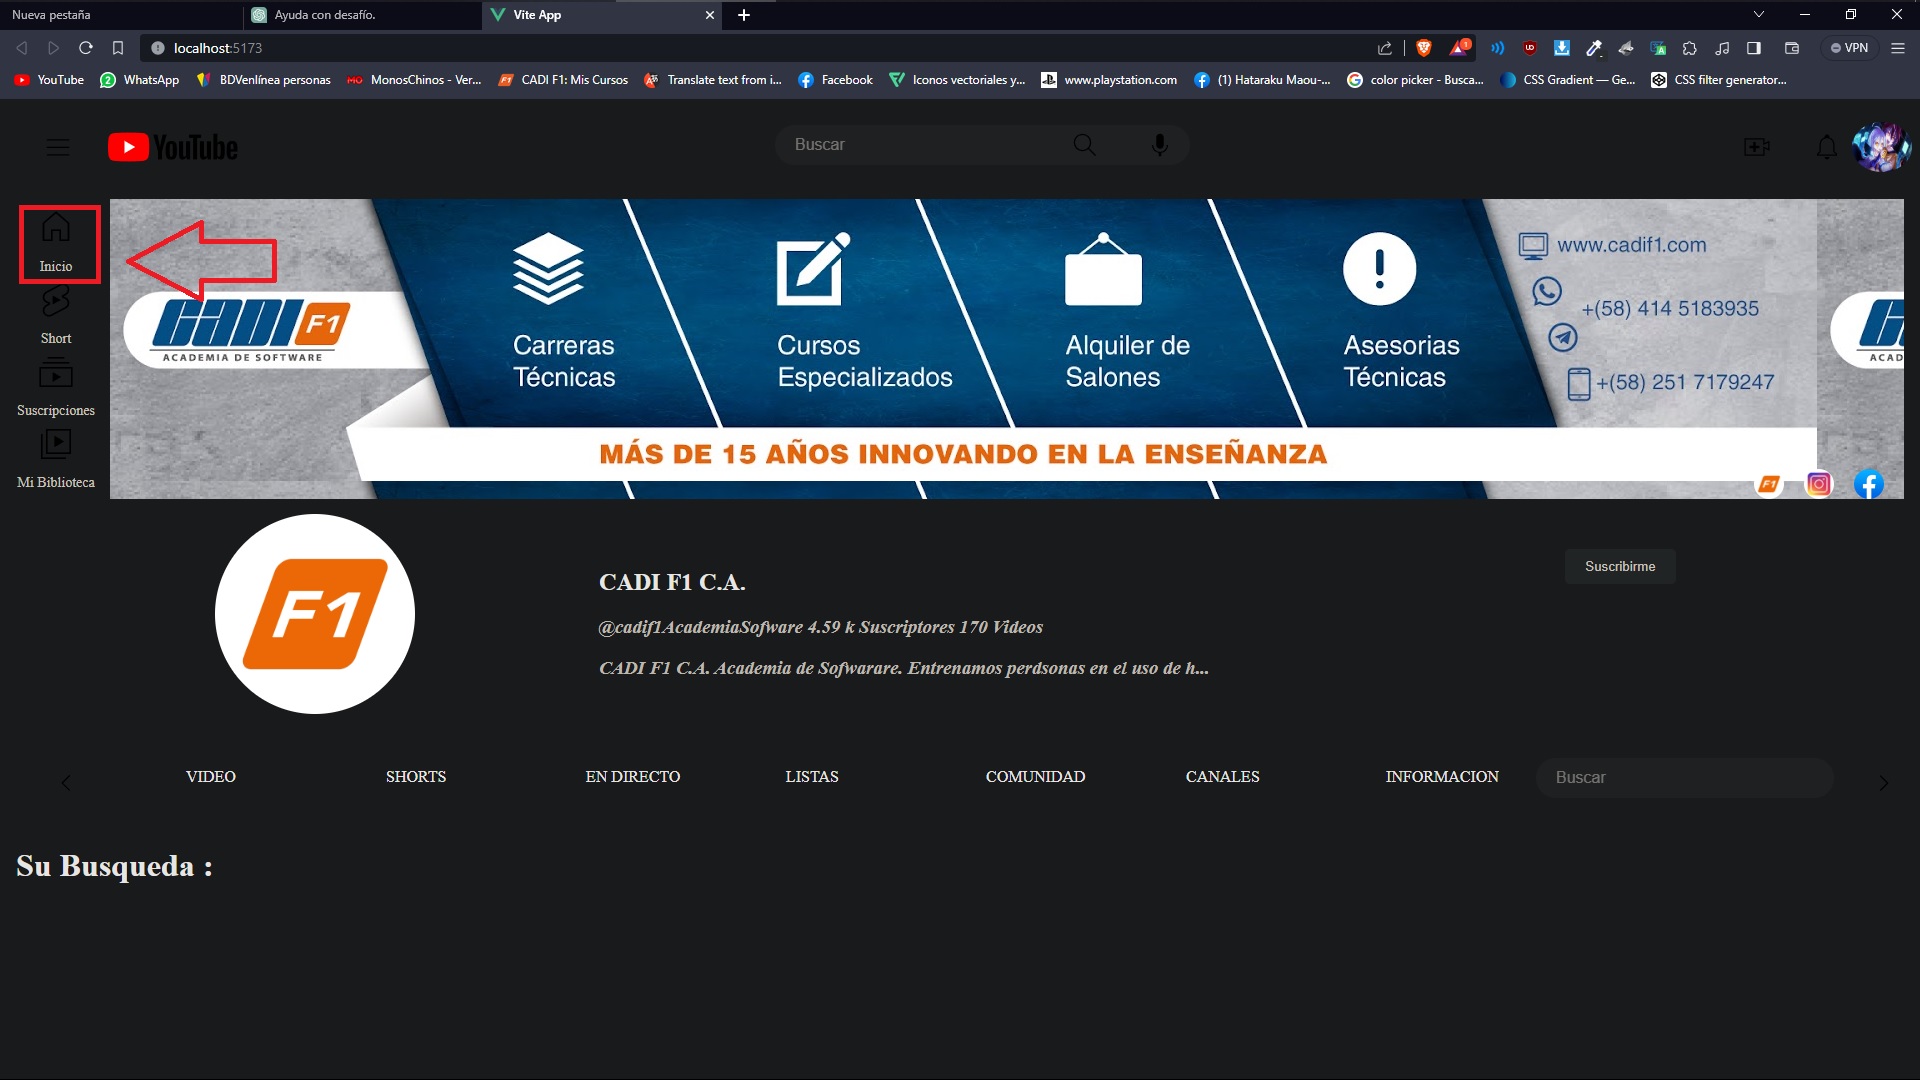 Nueva pestaña
Ayuda con desafío.
Vite App
localhost:5173
1
UD
VPN
YouTube
2 WhatsApp
BDVenlínea personas
MonosChinos - Ver...
CADI F1: Mis Cursos
Translate text from i...
Facebook
Iconos vectoriales y...
www.playstation.com
(1) Hataraku Maou-...
color picker - Busca...
CSS Gradient — Ge...
CSS filter generator...
YouTube
Buscar
Inicio
Short
Suscripciones
Mi Biblioteca
CADI F1
ACADEMIA DE SOFTWARE
Carreras
Técnicas
Cursos
Especializados
Alquiler de
Salones
Asesorias
Técnicas
www.cadif1.com
+(58) 414 5183935
+(58) 251 7179247
ACAD
MÁS DE 15 AÑOS INNOVANDO EN LA ENSEÑANZA
F1
F1
CADI F1 C.A.
@cadif1AcademiaSofware 4.59 k Suscriptores 170 Videos
CADI F1 C.A. Academia de Sofwarare. Entrenamos perdsonas en el uso de h...
Suscribirme
VIDEO
SHORTS
EN DIRECTO
LISTAS
COMUNIDAD
CANALES
INFORMACION
Buscar
Su Busqueda :